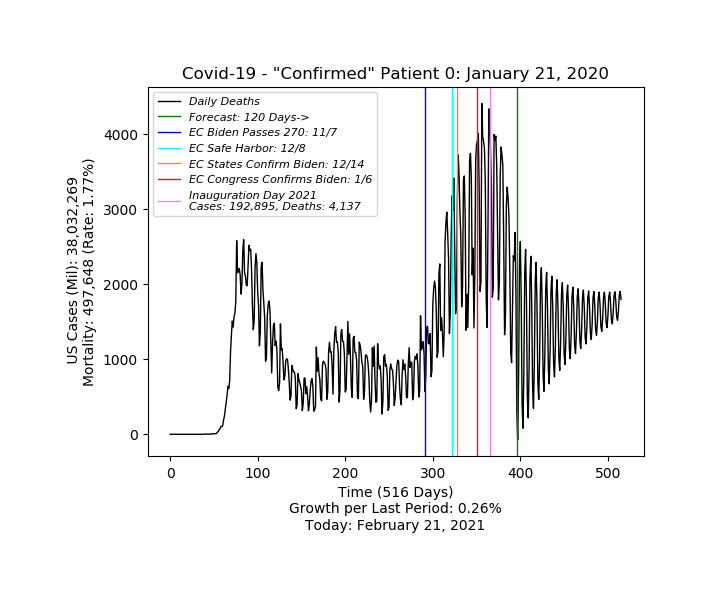 Covid-19 - "Confirmed" Patient 0: January 21, 2020
Daily Deaths
Forecast: 120 Days->
EC Biden Passes 270: 11/7
EC Safe Harbor: 12/8
EC States Confirm Biden: 12/14
EC Congress Confirms Biden: 1/6
Inauguration Day 2021
Cases: 192,895, Deaths: 4,137
US Cases (Mil): 38,032,269
Mortality: 497,648 (Rate: 1.77%)
4000
3000
2000
1000
0
0 100 200 300 400 500
Time (516 Days)
Growth per Last Period: 0.26%
Today: February 21, 2021